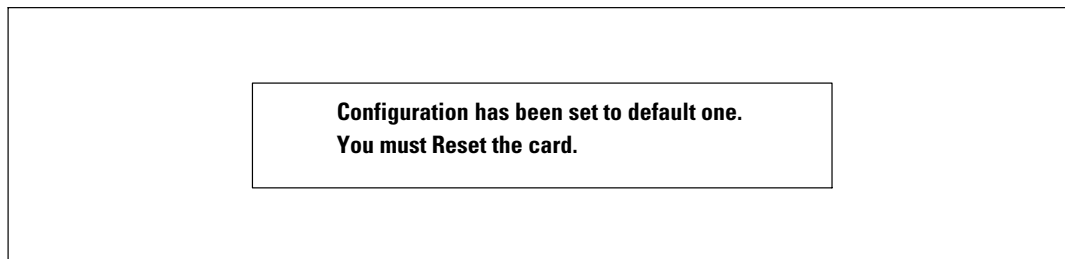 Configuration has been set to default one.
You must Reset the card.